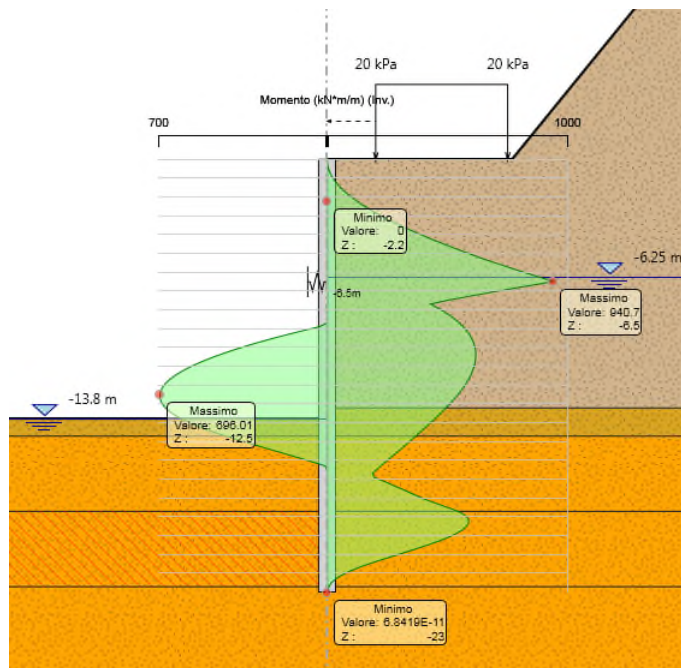 20 kPa
20 kPa
Momento (kN*m/m) (Inv.)
700
1000
Minimo
Valore: 0
Z : -2.2
-6.25 m
-6.5m
Massimo
Valore: 940.7
Z : -6.5
-13.8 m
Massimo
Valore: 696.01
Z : -12.5
Minimo
Valore: 6.8419E-11
Z : -23